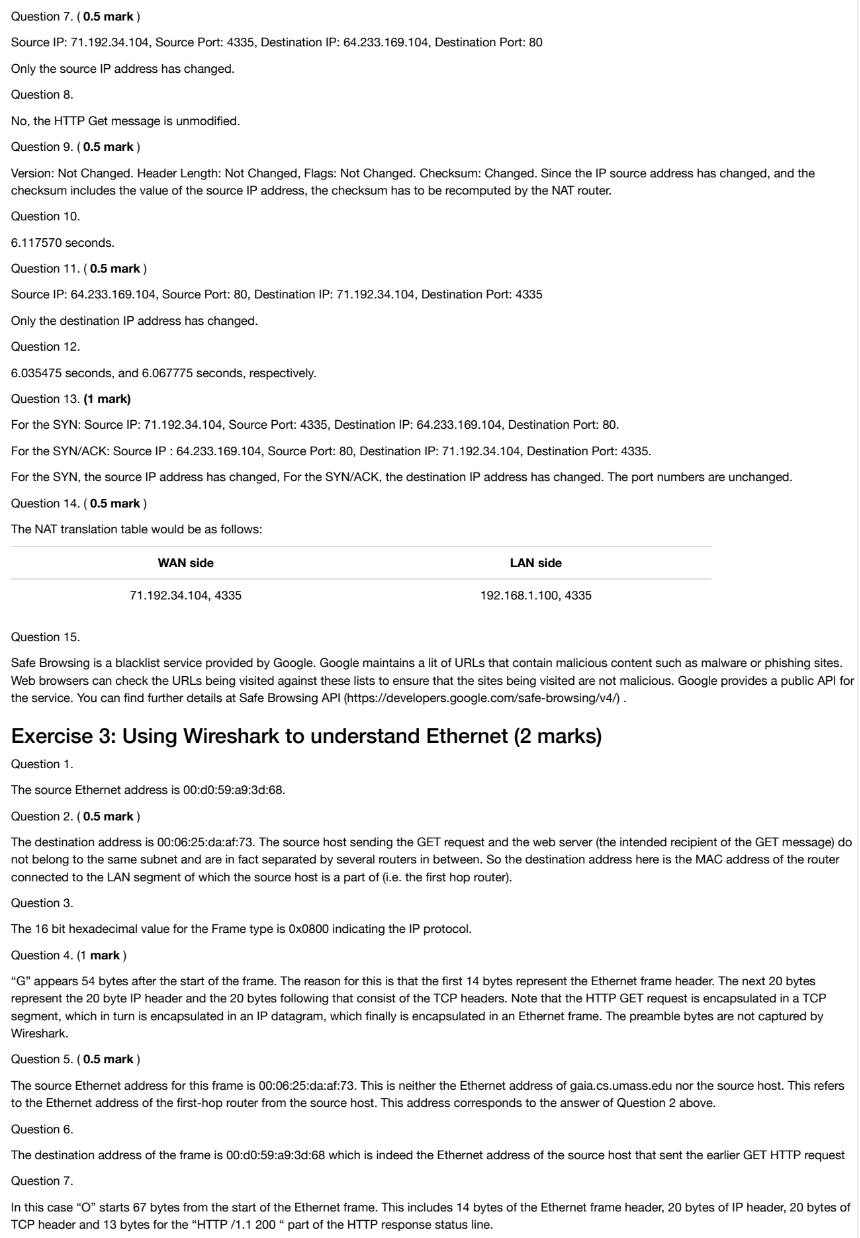 Question 7. ( 0.5 mark )
Source IP: 71.192.34.104, Source Port: 4335, Destination IP: 64.233.169.104, Destination Port: 80
Only the source IP address has changed.
Question 8.
No, the HTTP Get message is unmodified.
Question 9. ( 0.5 mark )
Version: Not Changed. Header Length: Not Changed, Flags: Not Changed. Checksum: Changed. Since the IP source address has changed, and the
checksum includes the value of the source IP address, the checksum has to be recomputed by the NAT router.
Question 10.
6.117570 seconds.
Question 11. ( 0.5 mark )
Source IP: 64.233.169.104, Source Port: 80, Destination IP: 71.192.34.104, Destination Port: 4335
Only the destination IP address has changed.
Question 12.
6.035475 seconds, and 6.067775 seconds, respectively.
Question 13. (1 mark)
For the SYN: Source IP: 71.192.34.104, Source Port: 4335, Destination IP: 64.233.169.104, Destination Port: 80.
For the SYN/ACK: Source IP : 64.233.169.104, Source Port: 80, Destination IP: 71.192.34.104, Destination Port: 4335.
For the SYN, the source IP address has changed, For the SYN/ACK, the destination IP address has changed. The port numbers are unchanged.
Question 14. ( 0.5 mark )
The NAT translation table would be as follows:
WAN side LAN side
71.192.34.104, 4335 192.168.1.100, 4335
Question 15.
Safe Browsing is a blacklist service provided by Google. Google maintains a lit of URLs that contain malicious content such as malware or phishing sites.
Web browsers can check the URLs being visited against these lists to ensure that the sites being visited are not malicious. Google provides a public API for
the service. You can find further details at Safe Browsing API (https://developers.google.com/safe-browsing/v4/) .
Exercise 3: Using Wireshark to understand Ethernet (2 marks)
Question 1.
The source Ethernet address is 00:d0:59:a9:3d:68.
Question 2. ( 0.5 mark )
The destination address is 00:06:25:da:af:73. The source host sending the GET request and the web server (the intended recipient of the GET message) do
not belong to the same subnet and are in fact separated by several routers in between. So the destination address here is the MAC address of the router
connected to the LAN segment of which the source host is a part of (i.e. the first hop router).
Question 3.
The 16 bit hexadecimal value for the Frame type is 0x0800 indicating the IP protocol.
Question 4. (1 mark )
“G” appears 54 bytes after the start of the frame. The reason for this is that the first 14 bytes represent the Ethernet frame header. The next 20 bytes
represent the 20 byte IP header and the 20 bytes following that consist of the TCP headers. Note that the HTTP GET request is encapsulated in a TCP
segment, which in turn is encapsulated in an IP datagram, which finally is encapsulated in an Ethernet frame. The preamble bytes are not captured by
Wireshark.
Question 5. ( 0.5 mark )
The source Ethernet address for this frame is 00:06:25:da:af:73. This is neither the Ethernet address of gaia.cs.umass.edu nor the source host. This refers
to the Ethernet address of the first-hop router from the source host. This address corresponds to the answer of Question 2 above.
Question 6.
The destination address of the frame is 00:d0:59:a9:3d:68 which is indeed the Ethernet address of the source host that sent the earlier GET HTTP request
Question 7.
In this case “O” starts 67 bytes from the start of the Ethernet frame. This includes 14 bytes of the Ethernet frame header, 20 bytes of IP header, 20 bytes of
TCP header and 13 bytes for the “HTTP /1.1 200 “ part of the HTTP response status line.